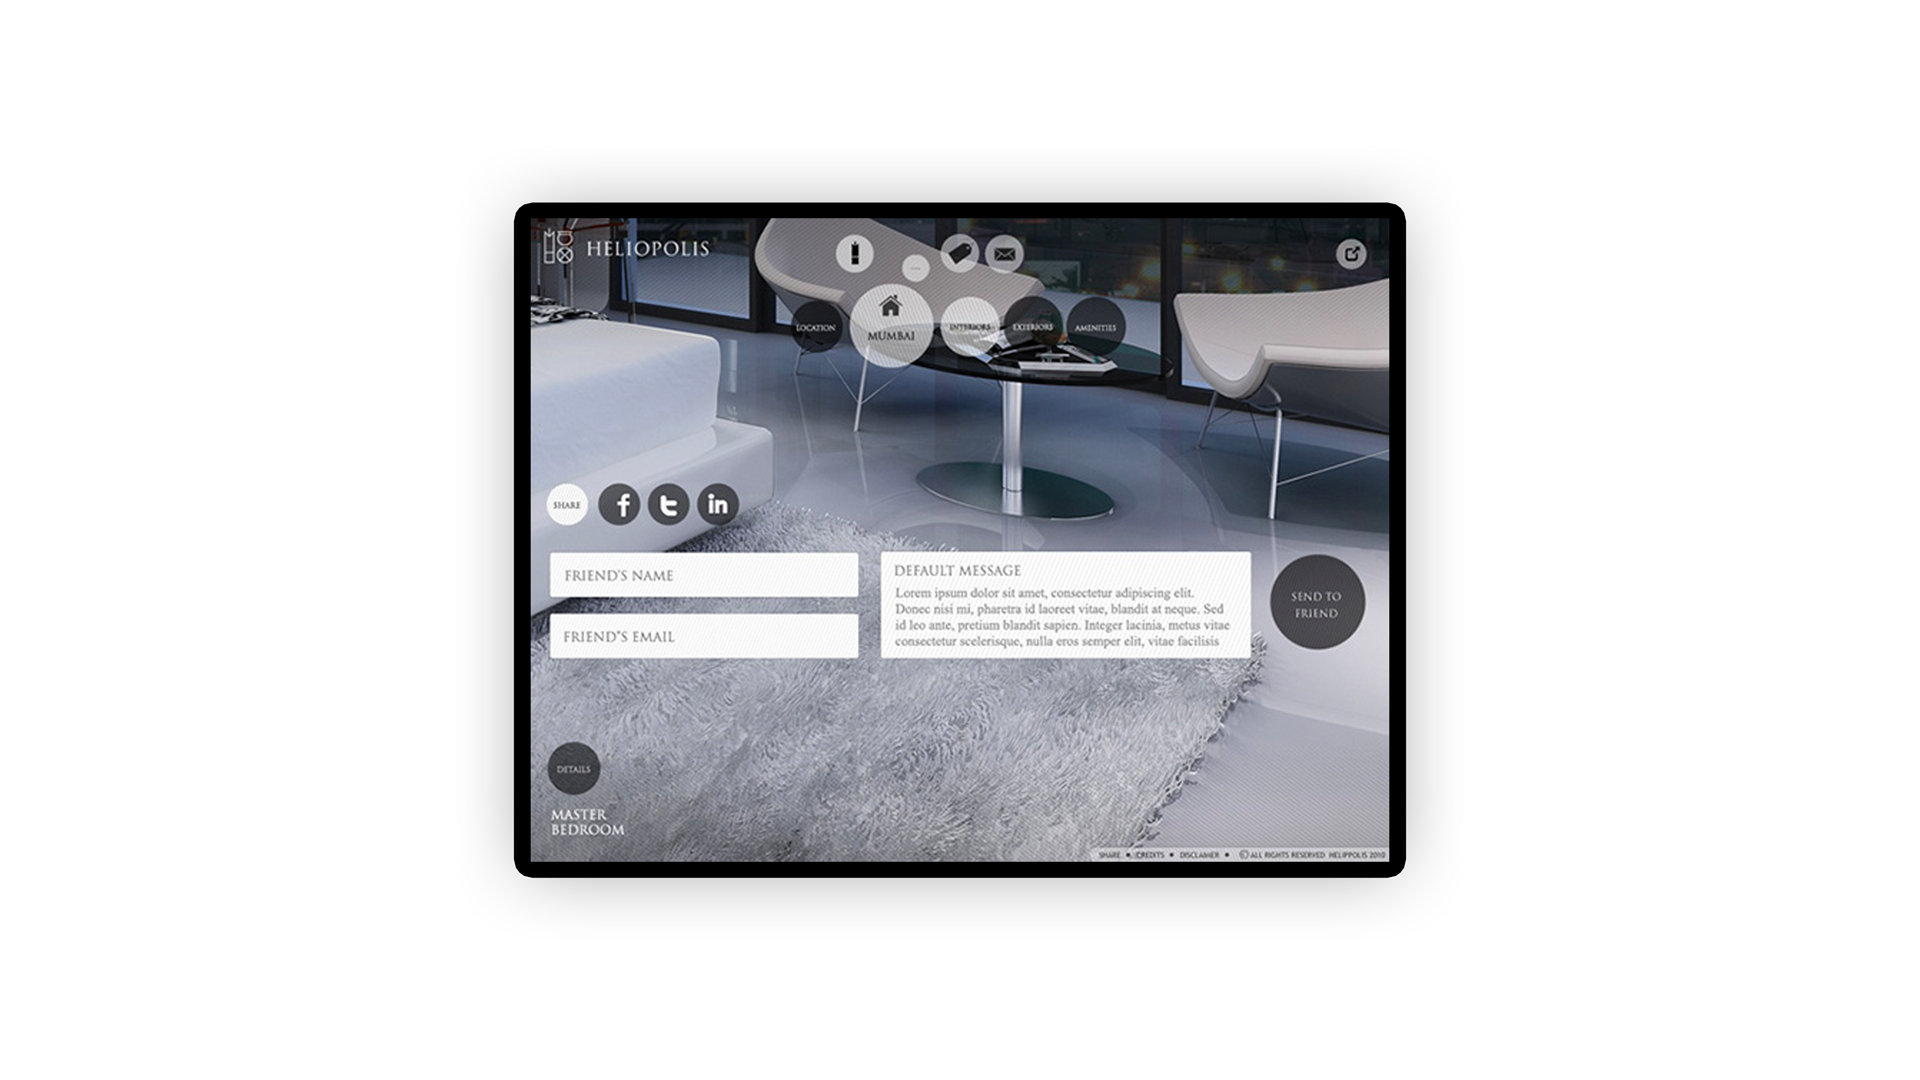 HELIOPOLIS
LOCATION
MUMBAI
INTERIORS
EXTERIORS
AMENITIES
SHARE
FRIEND'S NAME
FRIEND"S EMAIL
DEFAULT MESSAGE
Lorem ipsum dolor sit amet, consectetur adipiscing elit.
Donec nisi mi, pharetra id laoreet vitae, blandit at neque. Sed
id leo ante, pretium blandit sapien. Integer lacinia, metus vitae
consectetur scelerisque, nulla eros semper elit, vitae facilisis
SEND TO
FRIEND
DETAILS
MASTER
BEDROOM
SHARE • CREDITS • DISCLAIMER • © ALL RIGHTS RESERVED HELIPPOLIS 2010